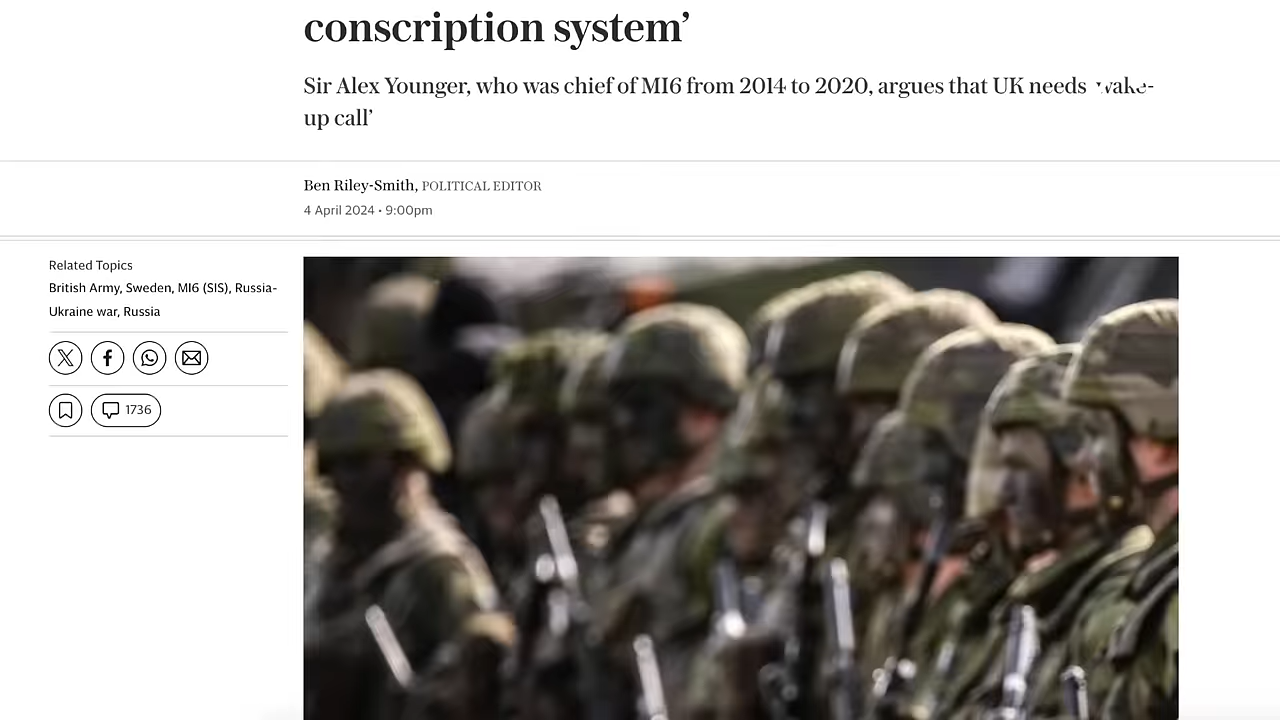 conscription system’
Sir Alex Younger, who was chief of MI6 from 2014 to 2020, argues that UK needs ‘wake-
up call’
Ben Riley-Smith, POLITICAL EDITOR
4 April 2024 • 9:00pm
Related Topics
British Army, Sweden, MI6 (SIS), Russia-
Ukraine war, Russia
1736